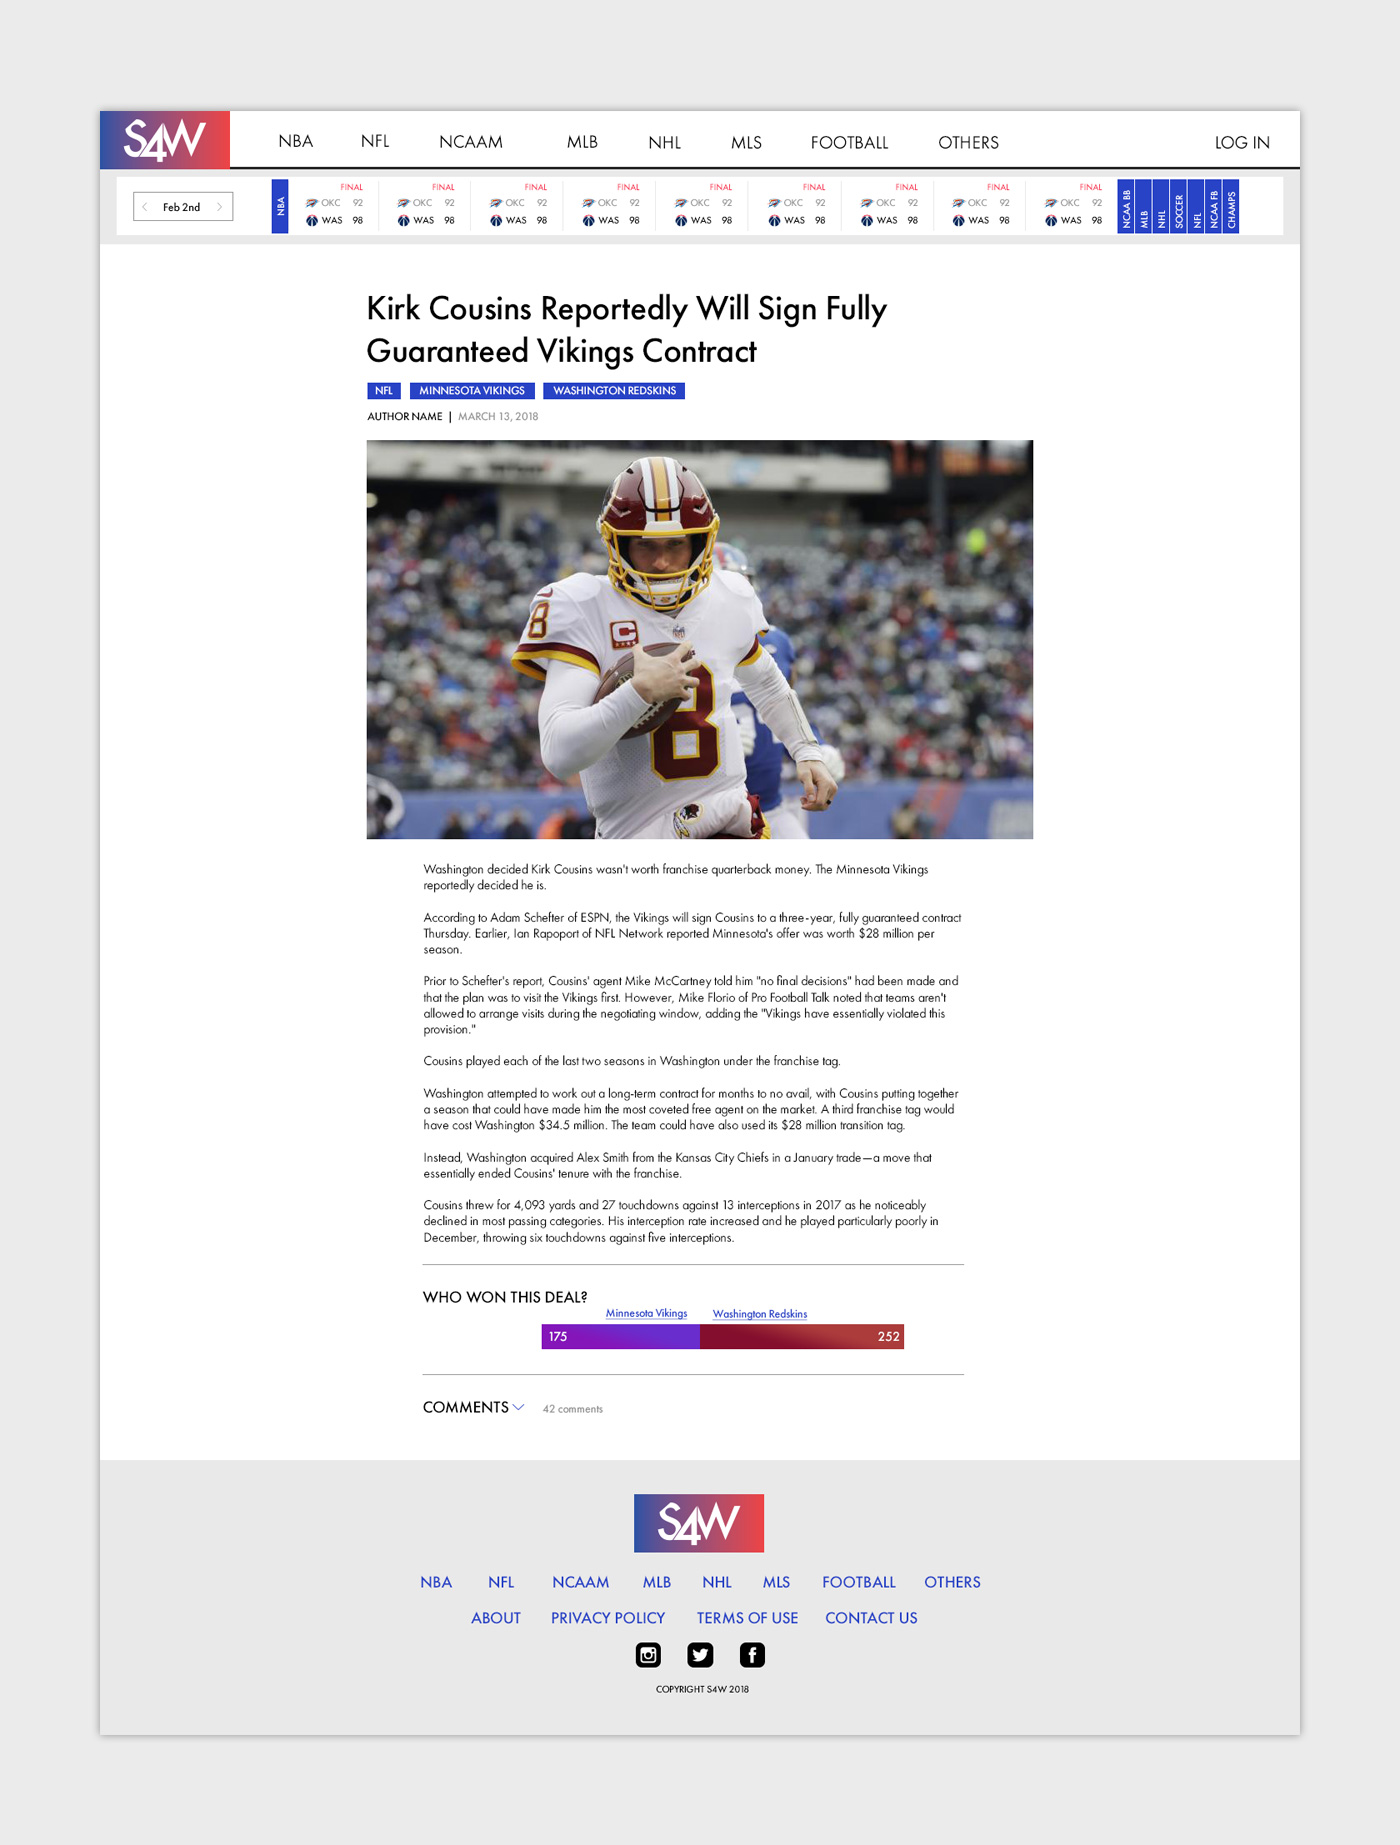 S4W
NBA NFL NCAAM MLB NHL MLS FOOTBALL OTHERS LOG IN
Feb 2nd
NBA
FINAL FINAL FINAL FINAL FINAL FINAL FINAL FINAL FINAL
OKC 92 OKC 92 OKC 92 OKC 92 OKC 92 OKC 92 OKC 92 OKC 92 OKC 92
WAS 98 WAS 98 WAS 98 WAS 98 WAS 98 WAS 98 WAS 98 WAS 98 WAS 98
NCAA BB
MLB
NHL
SOCCER
NFL
NCAA FB
CHAMPS
Kirk Cousins Reportedly Will Sign Fully
Guaranteed Vikings Contract
NFL MINNESOTA VIKINGS WASHINGTON REDSKINS
AUTHOR NAME | MARCH 13, 2018
8
C
8
Washington decided Kirk Cousins wasn't worth franchise quarterback money. The Minnesota Vikings
reportedly decided he is.
According to Adam Schefter of ESPN, the Vikings will sign Cousins to a three-year, fully guaranteed contract
Thursday. Earlier, Ian Rapoport of NFL Network reported Minnesota's offer was worth $28 million per
season.
Prior to Schefter's report, Cousins' agent Mike McCartney told him "no final decisions" had been made and
that the plan was to visit the Vikings first. However, Mike Florio of Pro Football Talk noted that teams aren't
allowed to arrange visits during the negotiating window, adding the "Vikings have essentially violated this
provision."
Cousins played each of the last two seasons in Washington under the franchise tag.
Washington attempted to work out a long-term contract for months to no avail, with Cousins putting together
a season that could have made him the most coveted free agent on the market. A third franchise tag would
have cost Washington $34.5 million. The team could have also used its $28 million transition tag.
Instead, Washington acquired Alex Smith from the Kansas City Chiefs in a January trade—a move that
essentially ended Cousins' tenure with the franchise.
Cousins threw for 4,093 yards and 27 touchdowns against 13 interceptions in 2017 as he noticeably
declined in most passing categories. His interception rate increased and he played particularly poorly in
December, throwing six touchdowns against five interceptions.
WHO WON THIS DEAL?
Minnesota Vikings Washington Redskins
175 252
COMMENTS 42 comments
S4W
NBA NFL NCAAM MLB NHL MLS FOOTBALL OTHERS
ABOUT PRIVACY POLICY TERMS OF USE CONTACT US
COPYRIGHT S4W 2018